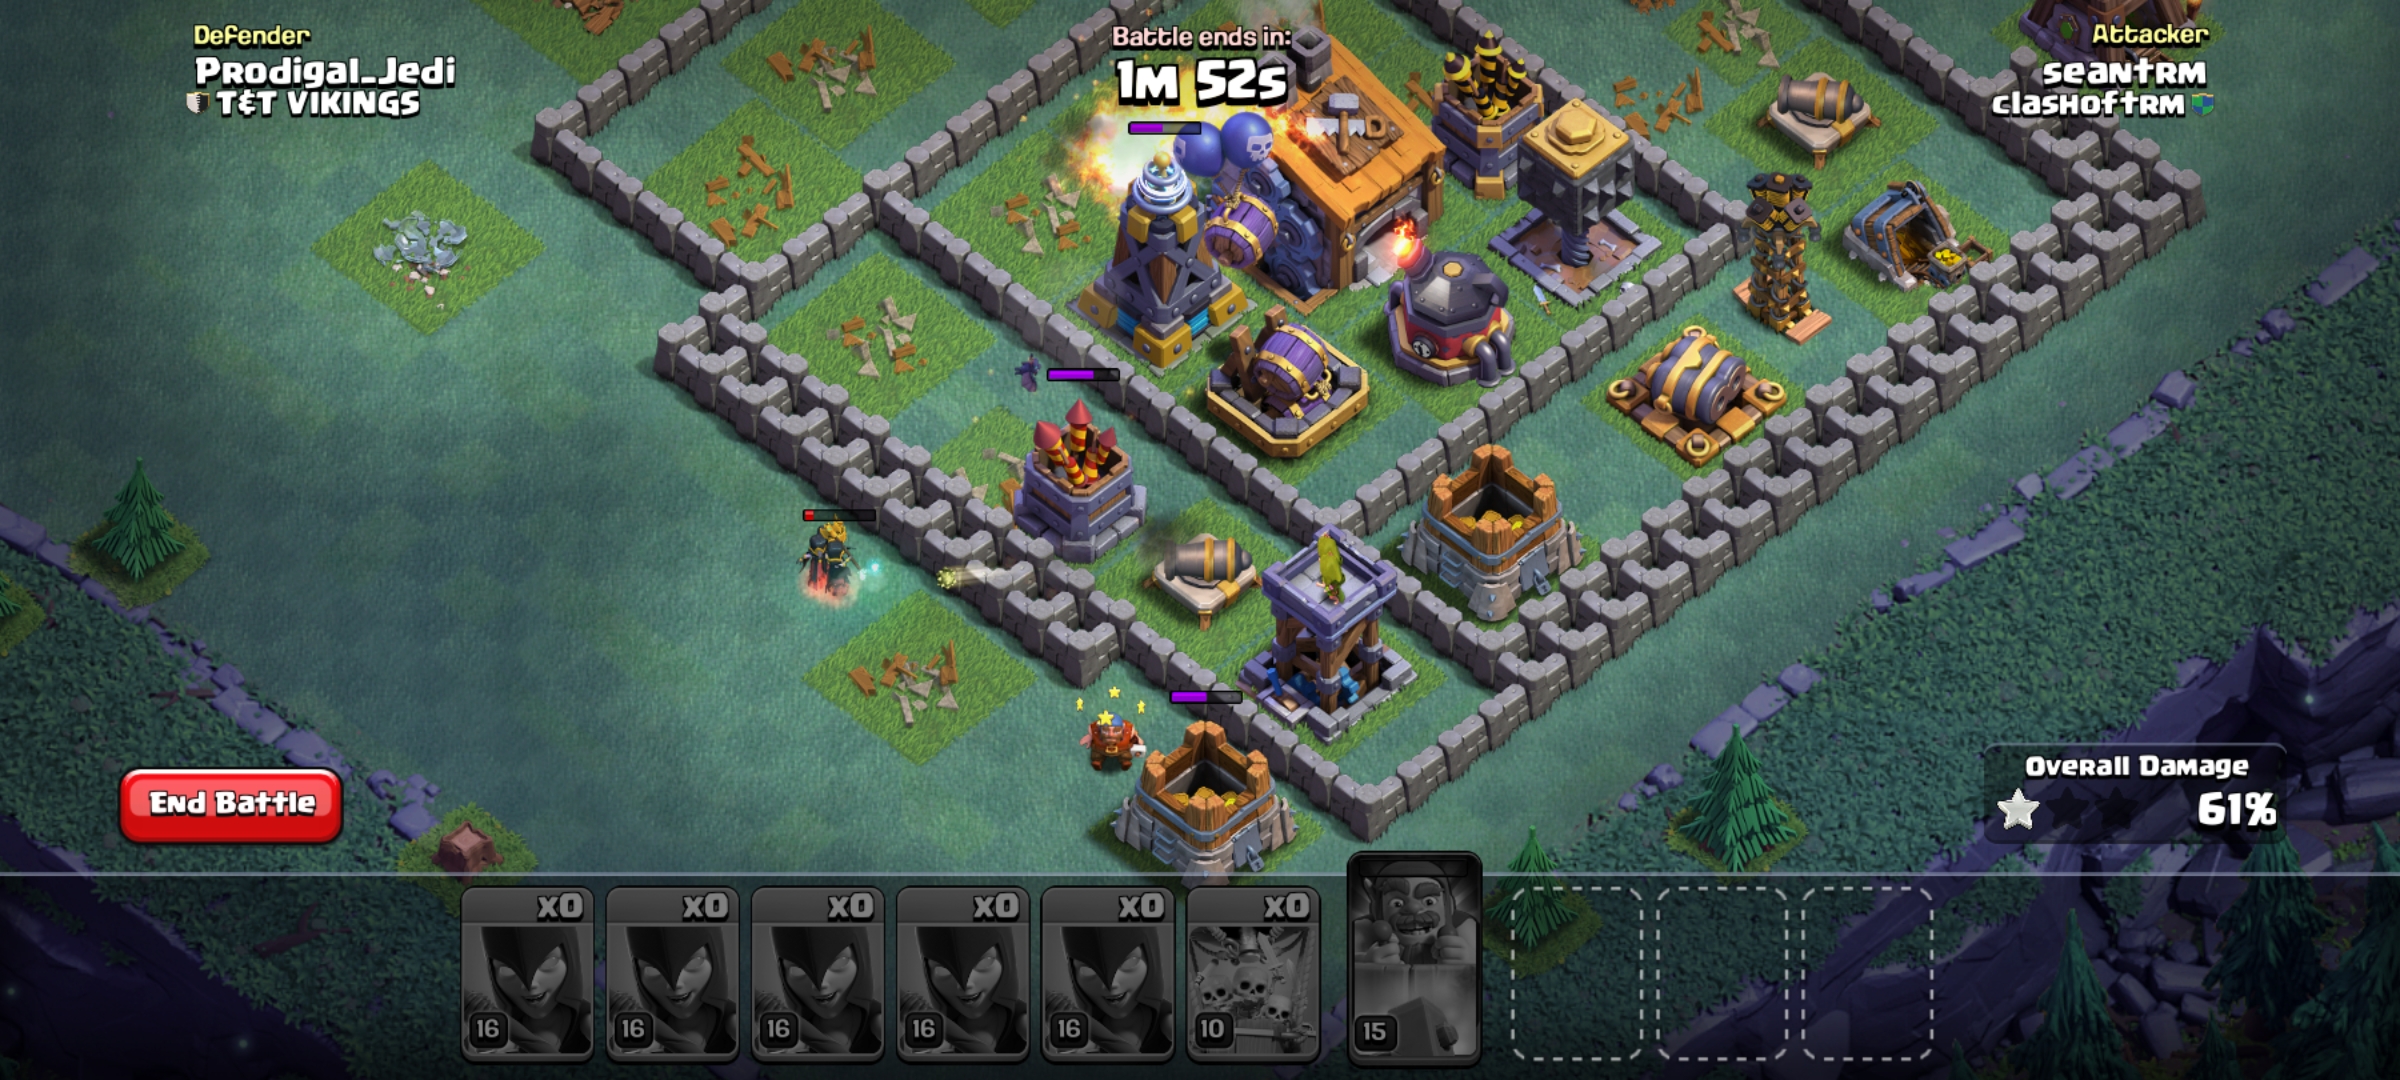 Defender
Prodigal_Jedi
T&T VIKINGS
Battle ends in:
1M 52s
Attacker
seantRM
clashoftRM
End Battle
Overall Damage
61%
x0
x0
x0
x0
x0
x0
16
16
16
16
16
10
15